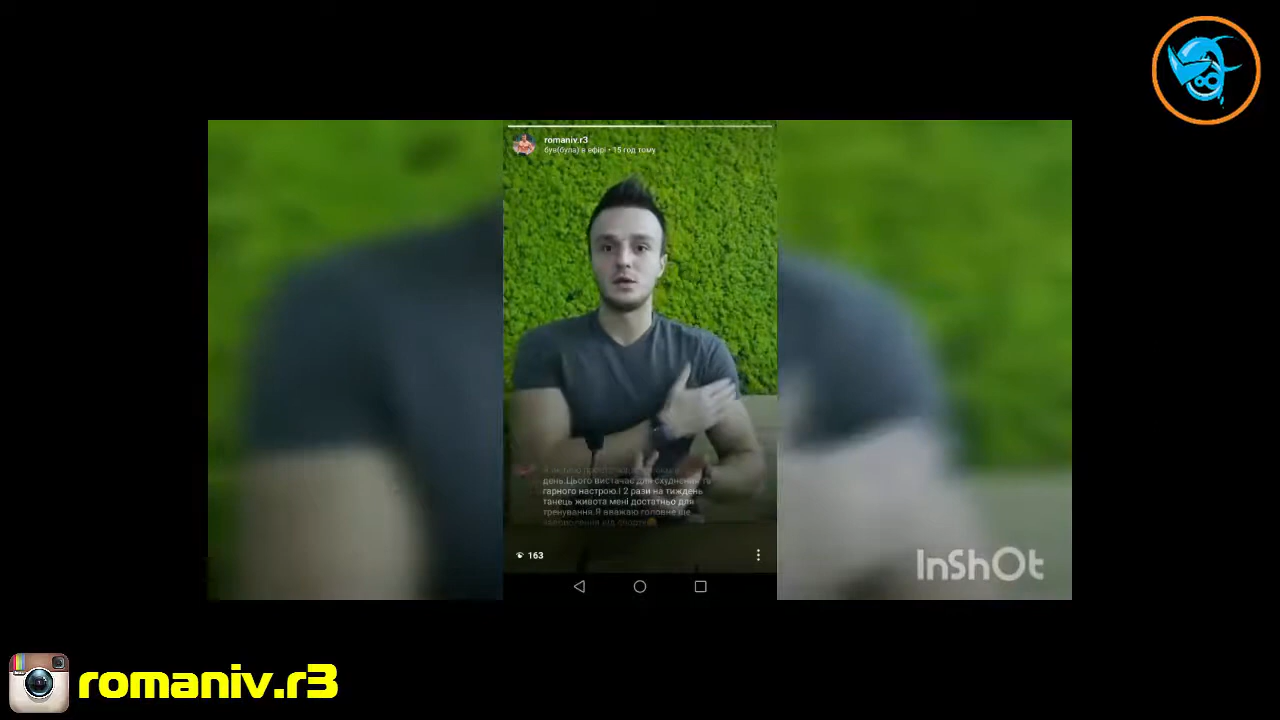 romaniv.r3
був(була) в ефірі • 15 год тому
день.Цього вистачає для схуднення та
гарного настрою.І 2 рази на тиждень
танець живота мені достатньо для
тренування.Я вважаю головне ще
163
InShOt
romaniv.r3